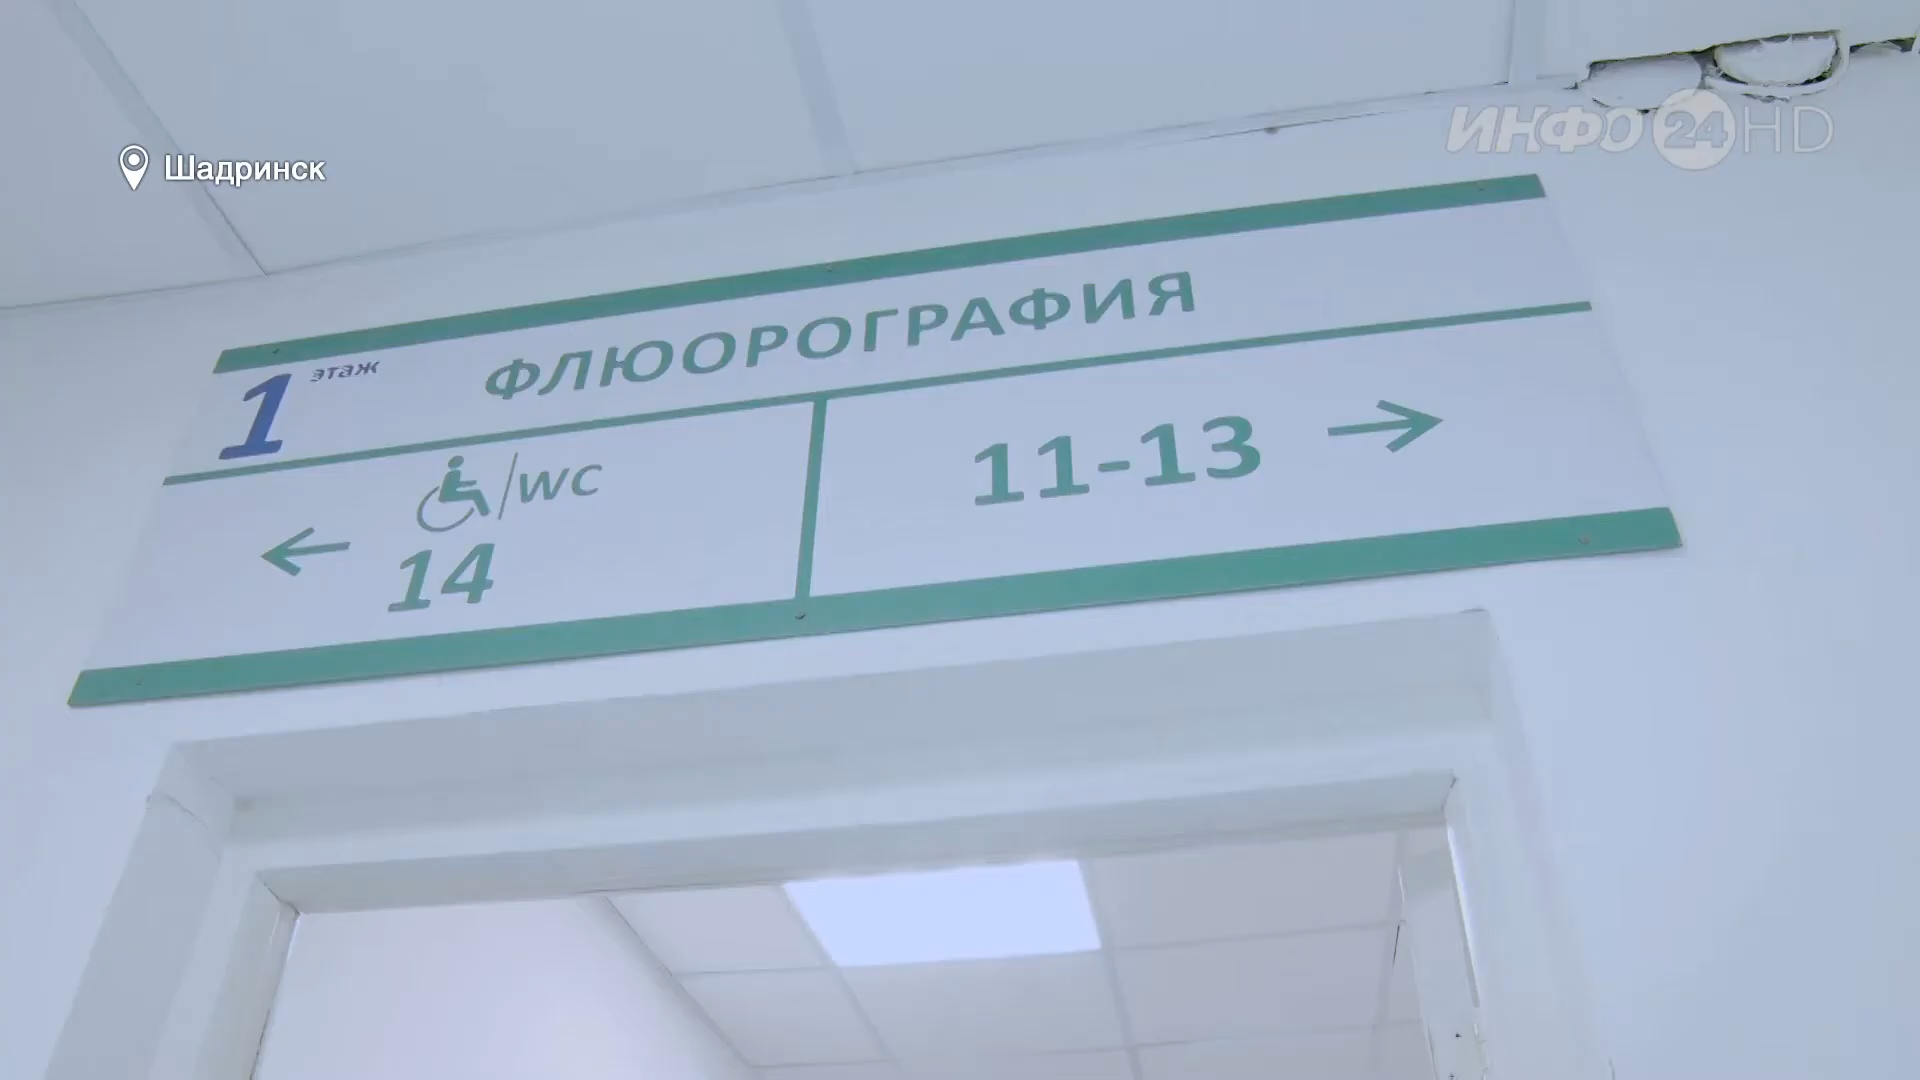 ИНФО 24 HD
Шадринск
1 этаж
ФЛЮОРОГРАФИЯ
/WC
← 14
11-13 →